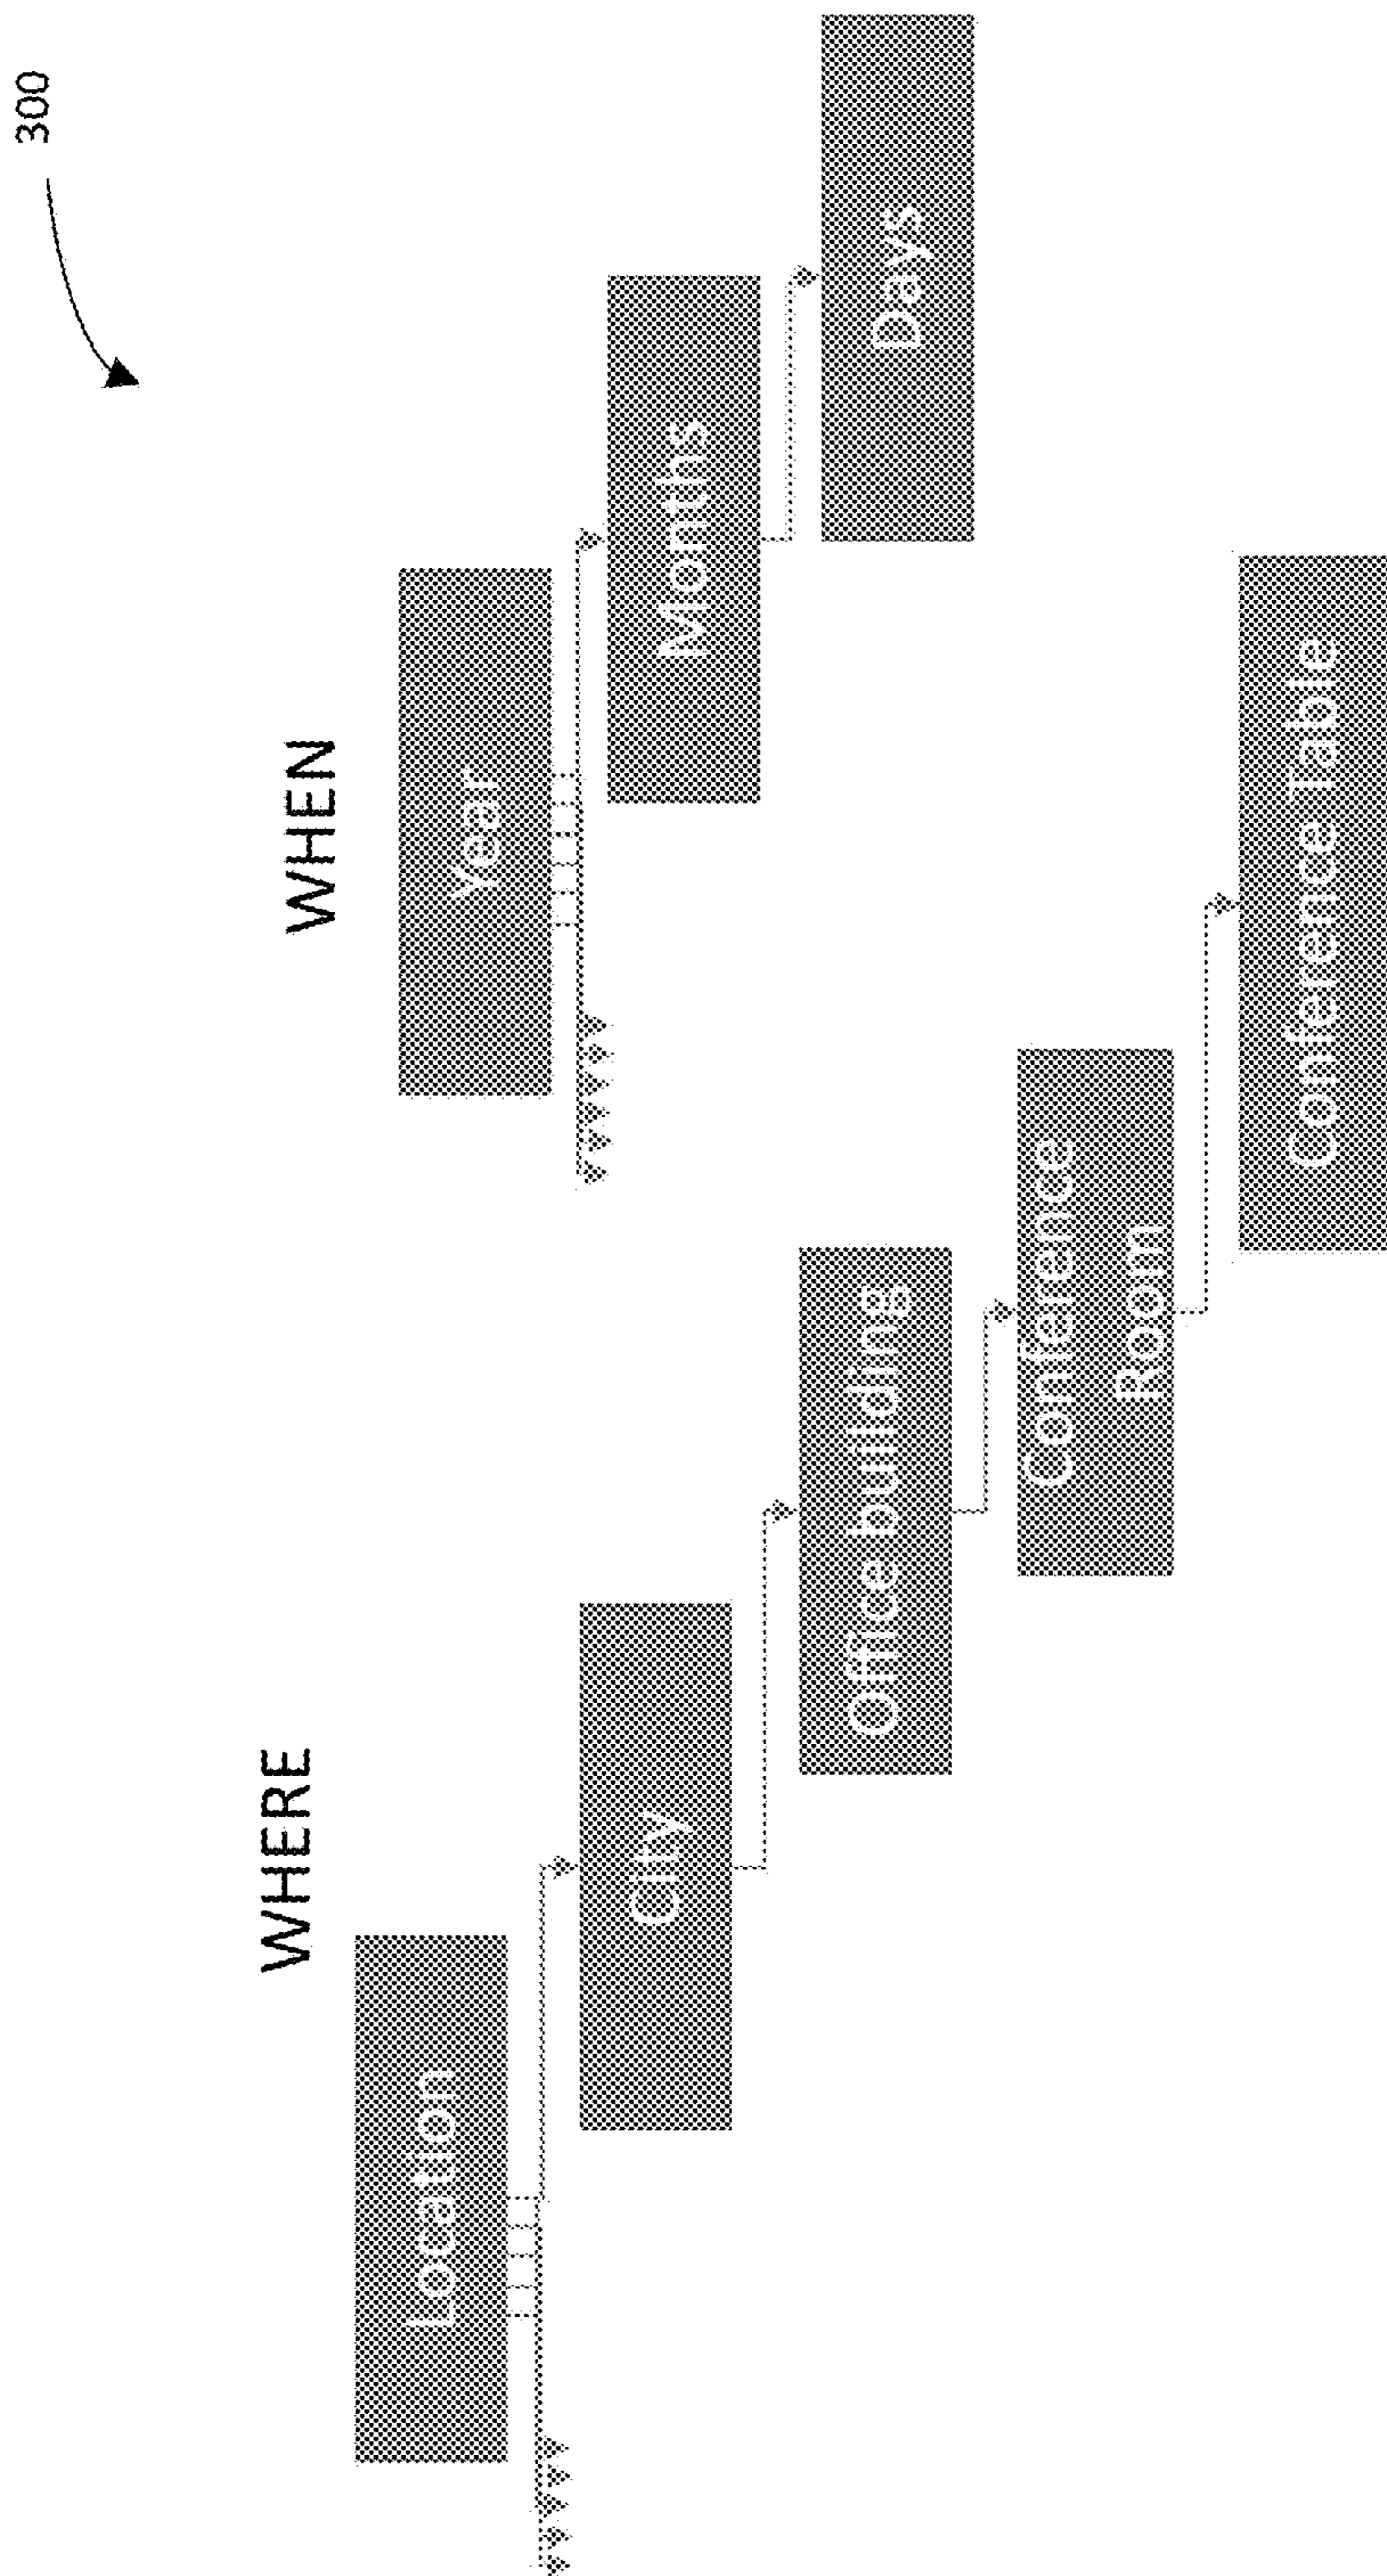 300
WHERE
Location
City
Office building
Conference
Room
Conference Table
WHEN
Year
Months
Days